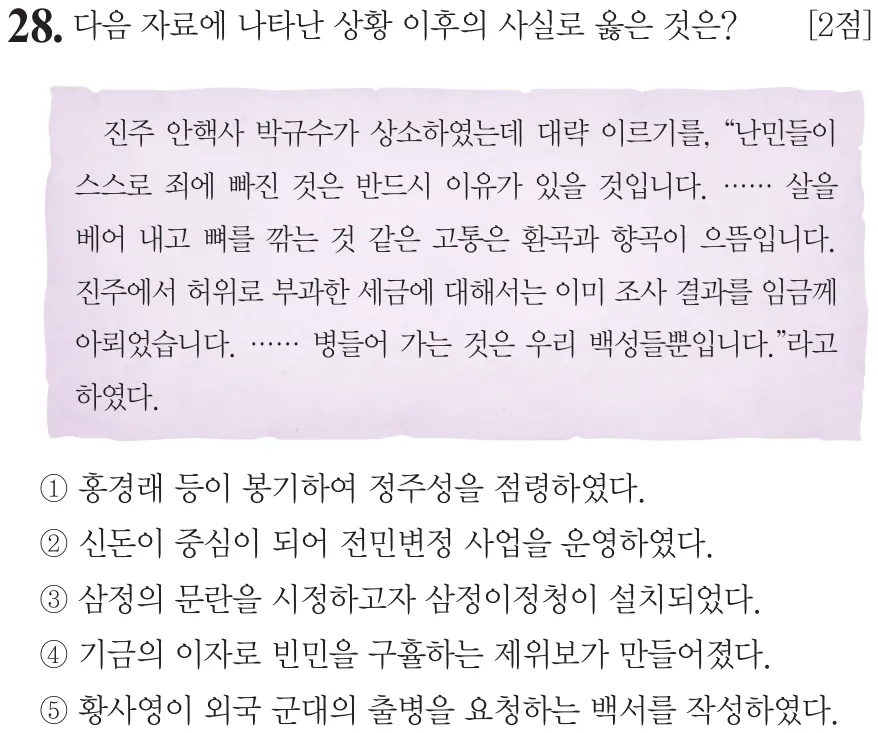 28. 다음 자료에 나타난 상황 이후의 사실로 옳은 것은? [2점]
진주 안핵사 박규수가 상소하였는데 대략 이르기를, “난민들이
스스로 죄에 빠진 것은 반드시 이유가 있을 것입니다. …… 살을
베어 내고 뼈를 깎는 것 같은 고통은 환곡과 향곡이 으뜸입니다.
진주에서 허위로 부과한 세금에 대해서는 이미 조사 결과를 임금께
아뢰었습니다. …… 병들어 가는 것은 우리 백성들뿐입니다.”라고
하였다.
① 홍경래 등이 봉기하여 정주성을 점령하였다.
② 신돈이 중심이 되어 전민변정 사업을 운영하였다.
③ 삼정의 문란을 시정하고자 삼정이정청이 설치되었다.
④ 기금의 이자로 빈민을 구휼하는 제위보가 만들어졌다.
⑤ 황사영이 외국 군대의 출병을 요청하는 백서를 작성하였다.